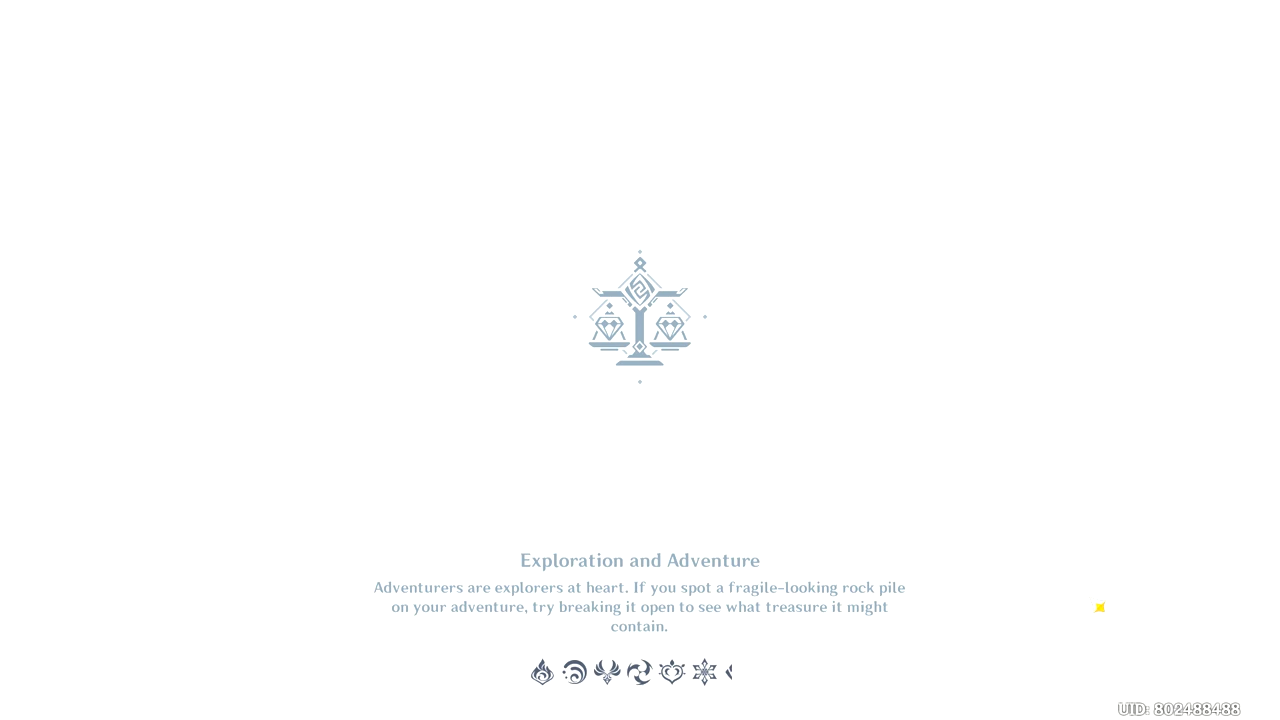 Exploration and Adventure
Adventurers are explorers at heart. If you spot a fragile-looking rock pile
on your adventure, try breaking it open to see what treasure it might
contain.
UID: 802488488